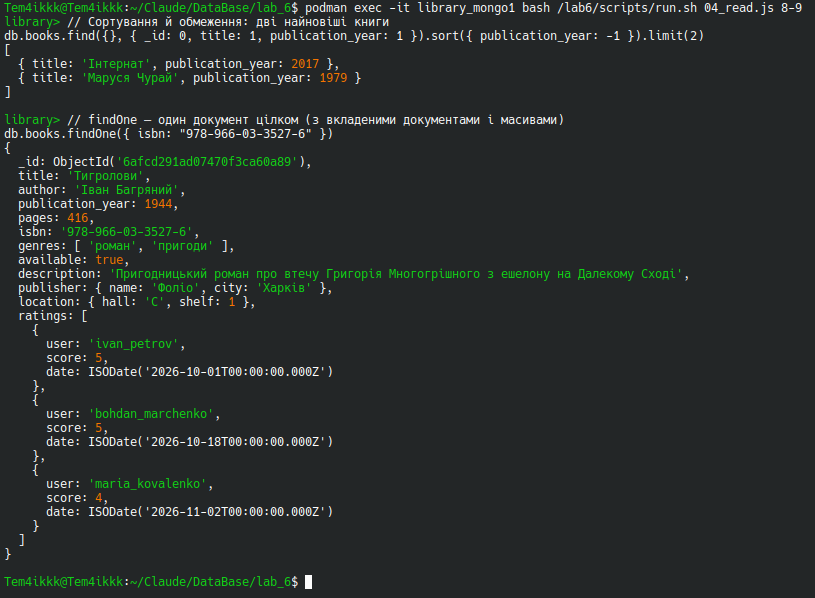 Tem4ikkk@Tem4ikkk:~/Claude/DataBase/lab_6$ podman exec -it library_mongo1 bash /lab6/scripts/run.sh 04_read.js 8-9
library> // Сортування й обмеження: дві найновіші книги
db.books.find({}, { _id: 0, title: 1, publication_year: 1 }).sort({ publication_year: -1 }).limit(2)
[
  { title: 'Інтернат', publication_year: 2017 },
  { title: 'Маруся Чурай', publication_year: 1979 }
]

library> // findOne — один документ цілком (з вкладеними документами і масивами)
db.books.findOne({ isbn: "978-966-03-3527-6" })
{
  _id: ObjectId('6afcd291ad07470f3ca60a89'),
  title: 'Тигролови',
  author: 'Іван Багряний',
  publication_year: 1944,
  pages: 416,
  isbn: '978-966-03-3527-6',
  genres: [ 'роман', 'пригоди' ],
  available: true,
  description: 'Пригодницький роман про втечу Григорія Многогрішного з ешелону на Далекому Сході',
  publisher: { name: 'Фоліо', city: 'Харків' },
  location: { hall: 'C', shelf: 1 },
  ratings: [
    {
      user: 'ivan_petrov',
      score: 5,
      date: ISODate('2026-10-01T00:00:00.000Z')
    },
    {
      user: 'bohdan_marchenko',
      score: 5,
      date: ISODate('2026-10-18T00:00:00.000Z')
    },
    {
      user: 'maria_kovalenko',
      score: 4,
      date: ISODate('2026-11-02T00:00:00.000Z')
    }
  ]
}

Tem4ikkk@Tem4ikkk:~/Claude/DataBase/lab_6$